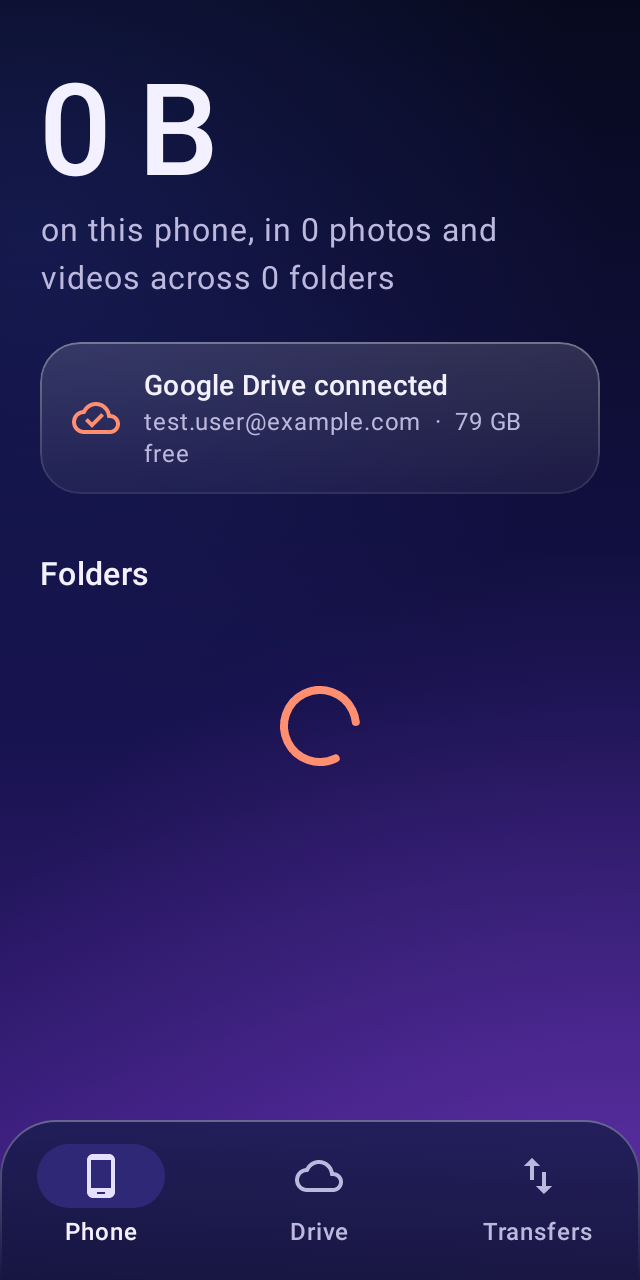 0 B
on this phone, in 0 photos and
videos across 0 folders
Google Drive connected
test.user@example.com · 79 GB
free
Folders
Phone
Drive
Transfers